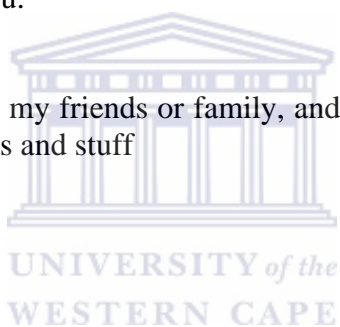 u.
my friends or family, and
s and stuff
UNIVERSITY of the
WESTERN CAPE